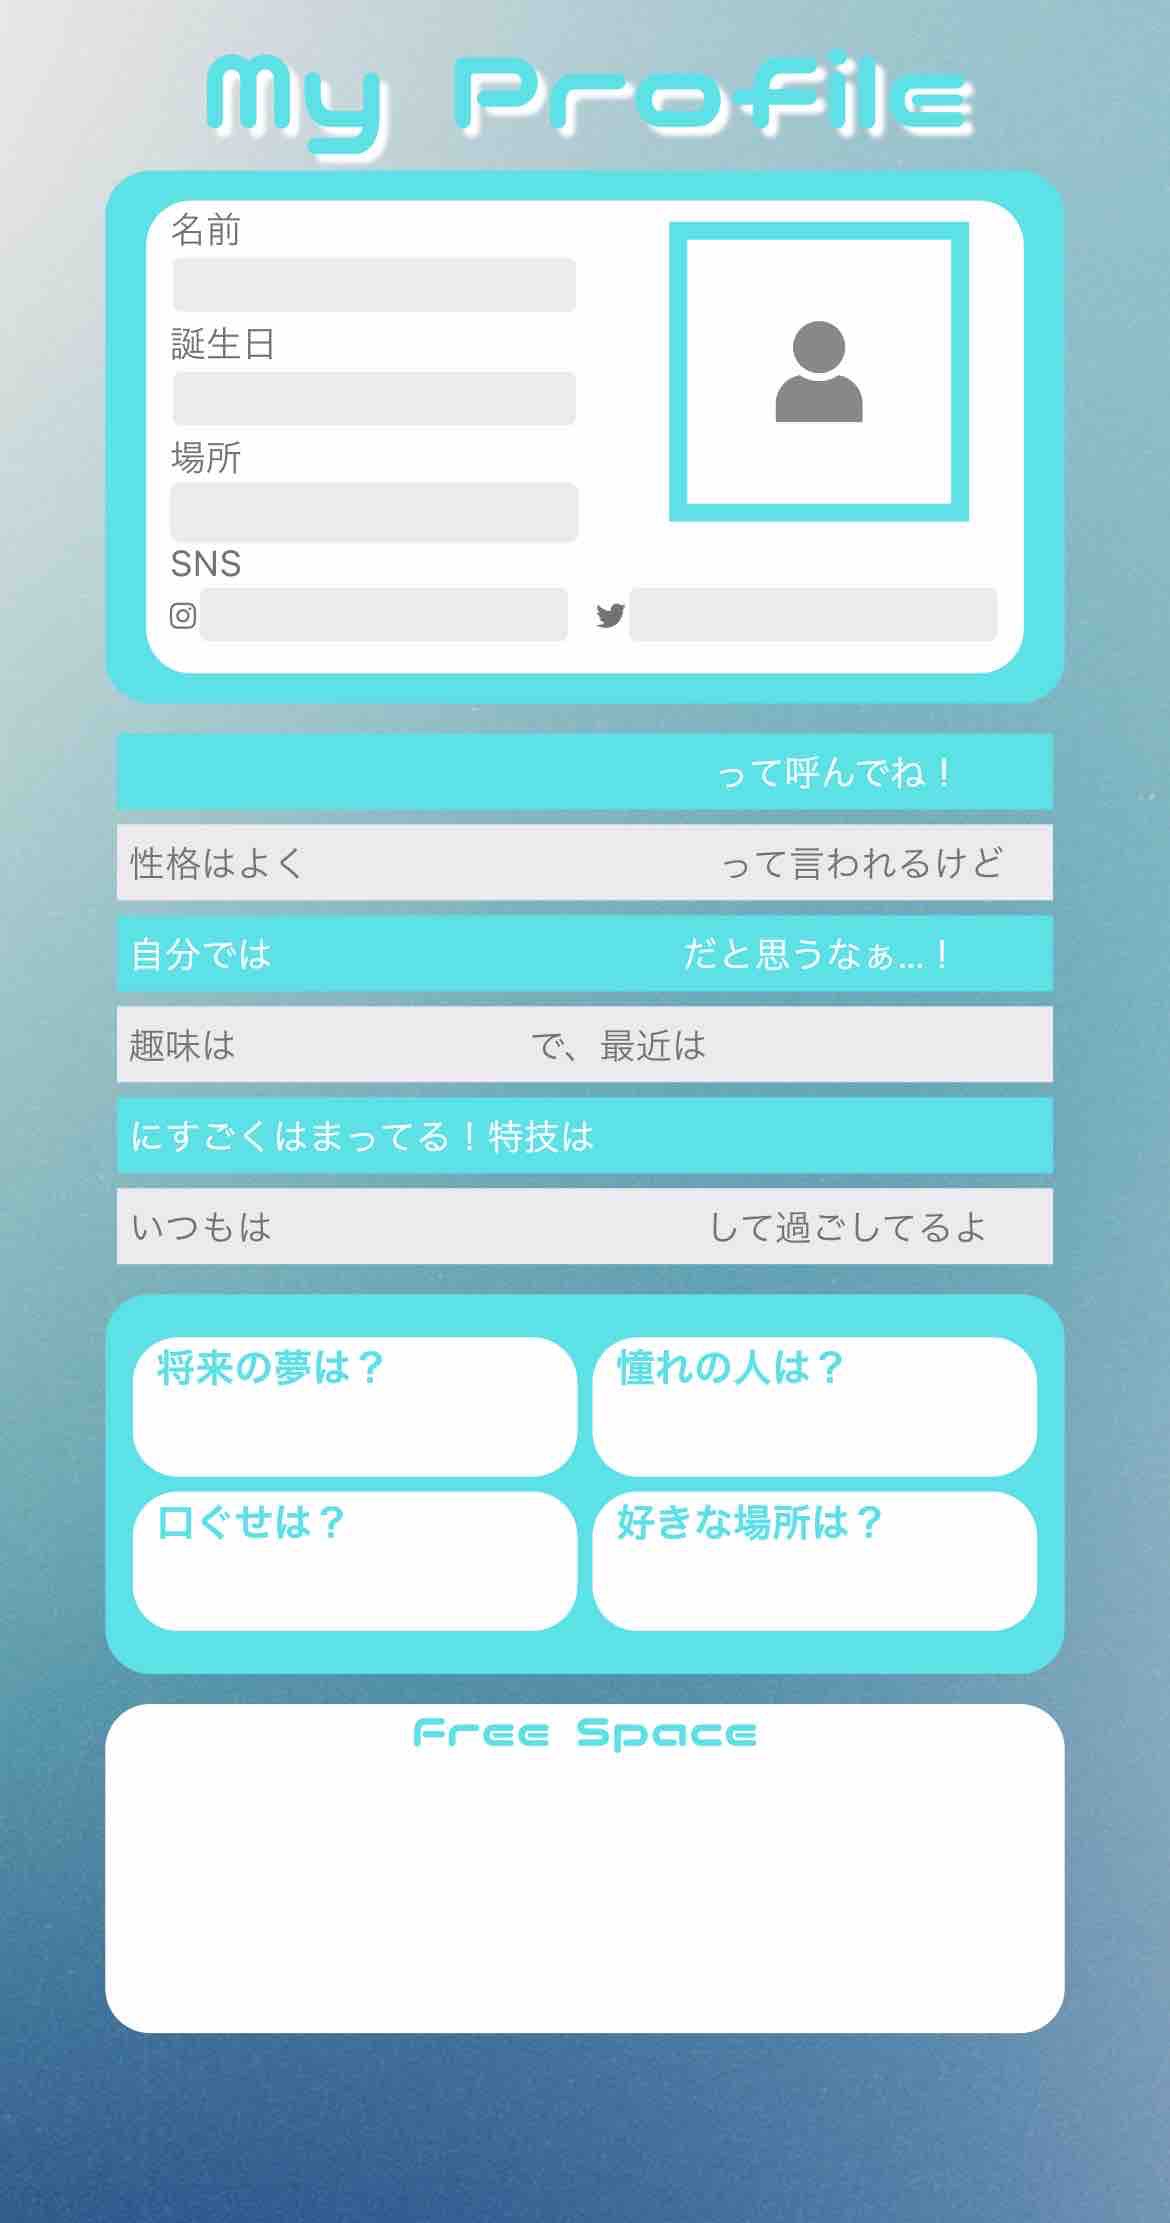 My Profile
名前
誕生日
場所
SNS
って呼んでね！
性格はよく って言われるけど
自分では だと思うなぁ...！
趣味は で、最近は
にすごくはまってる！特技は
いつもは して過ごしてるよ
将来の夢は？ 憧れの人は？
口ぐせは？ 好きな場所は？
Free Space